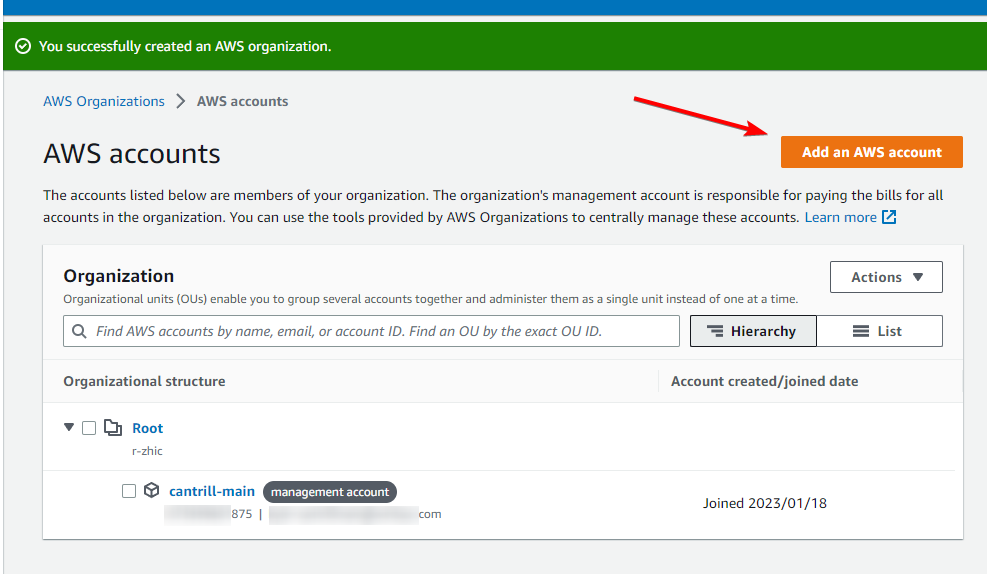 You successfully created an AWS organization.
AWS Organizations > AWS accounts
AWS accounts
Add an AWS account
The accounts listed below are members of your organization. The organization's management account is responsible for paying the bills for all
accounts in the organization. You can use the tools provided by AWS Organizations to centrally manage these accounts. Learn more
Organization
Actions
Organizational units (OUs) enable you to group several accounts together and administer them as a single unit instead of one at a time.
Find AWS accounts by name, email, or account ID. Find an OU by the exact OU ID.
Hierarchy
List
Organizational structure
Account created/joined date
Root
r-zhic
cantrill-main management account
Joined 2023/01/18
875 | com